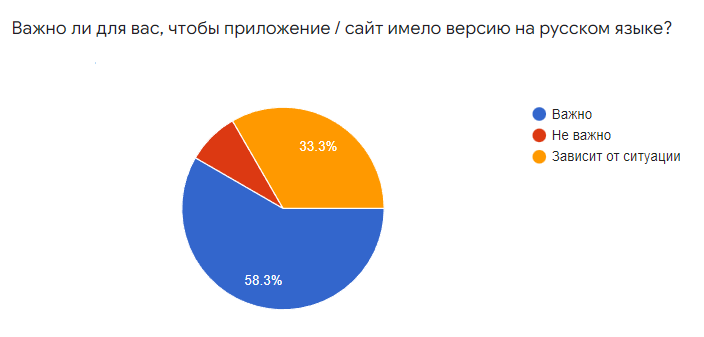 Важно ли для вас, чтобы приложение / сайт имело версию на русском языке?
Важно
Не важно
Зависит от ситуации
33.3%
58.3%